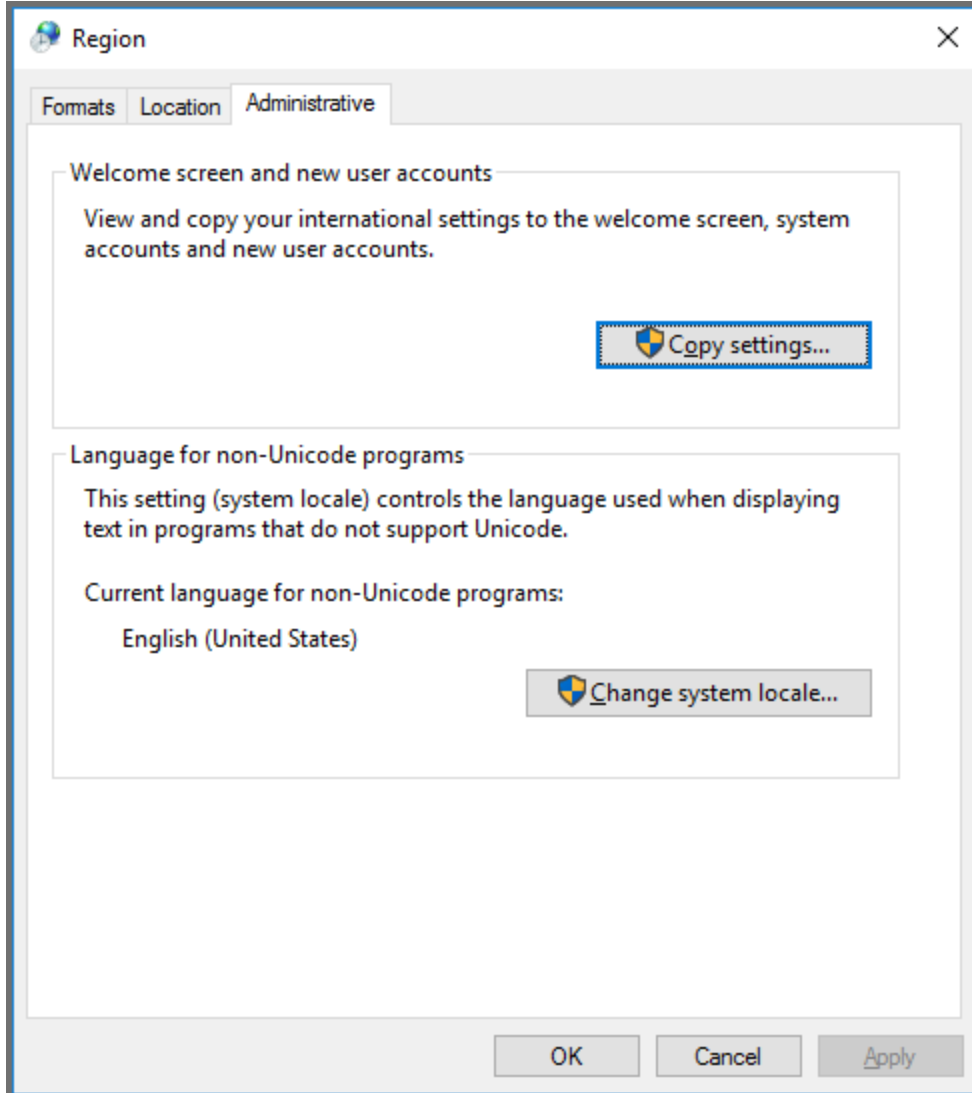 Region
Formats Location Administrative
Welcome screen and new user accounts
View and copy your international settings to the welcome screen, system
accounts and new user accounts.
Copy settings...
Language for non-Unicode programs
This setting (system locale) controls the language used when displaying
text in programs that do not support Unicode.
Current language for non-Unicode programs:
English (United States)
Change system locale...
OK Cancel Apply